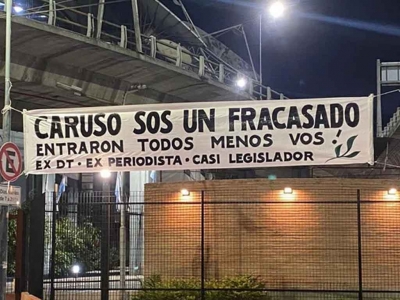 CARUSO SOS UN FRACASADO
ENTRARON TODOS MENOS VOS!
EX DT · EX PERIODISTA · CASI LEGISLADOR
E